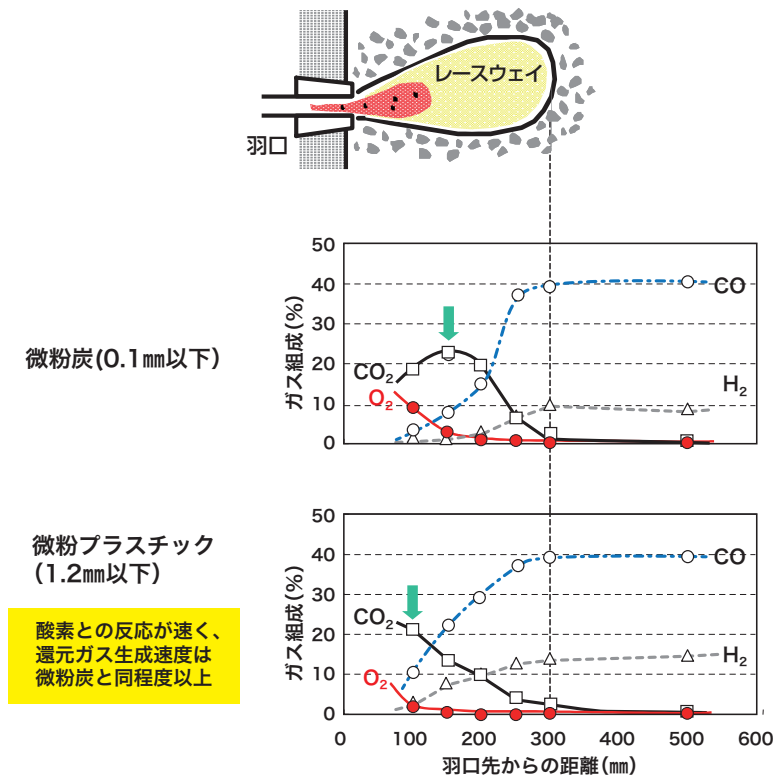 レースウェイ
羽口
微粉炭(0.1㎜以下)
ガス組成(%)
50
40
30
20
10
0
CO
CO₂
O₂
H₂
微粉プラスチック
(1.2㎜以下)
酸素との反応が速く、
還元ガス生成速度は
微粉炭と同程度以上
ガス組成(%)
50
40
30
20
10
0
CO
CO₂
O₂
H₂
0 100 200 300 400 500 600
羽口先からの距離(㎜)